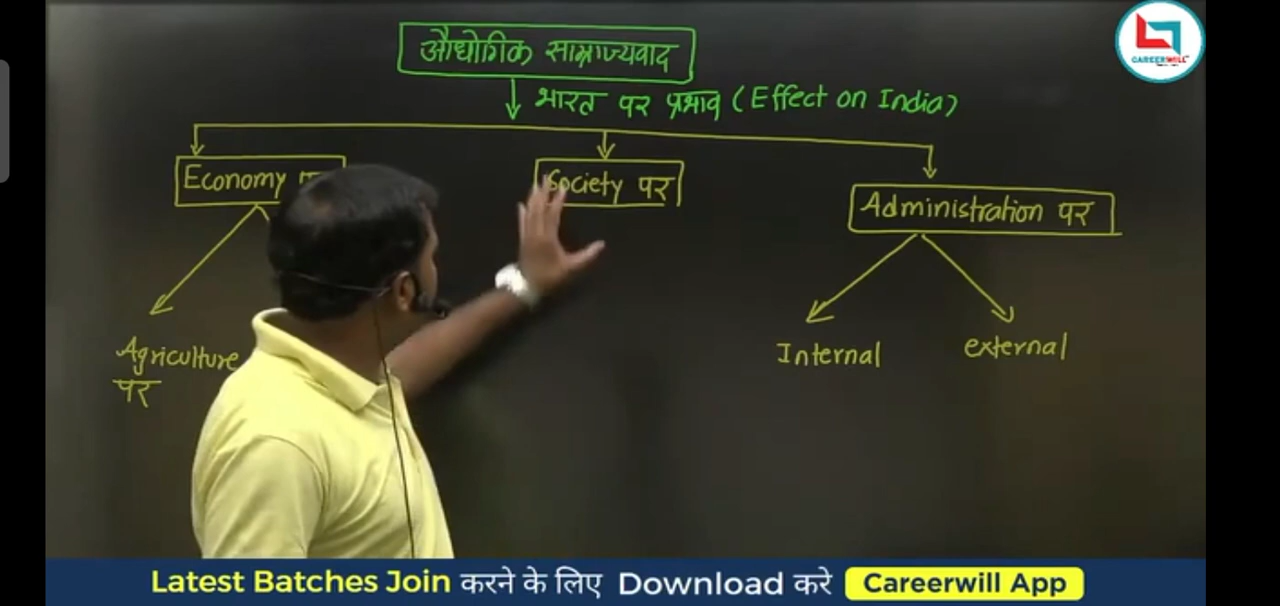 औद्योगिक साम्राज्यवाद
भारत पर प्रभाव (Effect on India)
Economy
Society पर
Administration पर
Agriculture
पर
Internal
external
CAREERWILL
Latest Batches Join करने के लिए Download करे Careerwill App